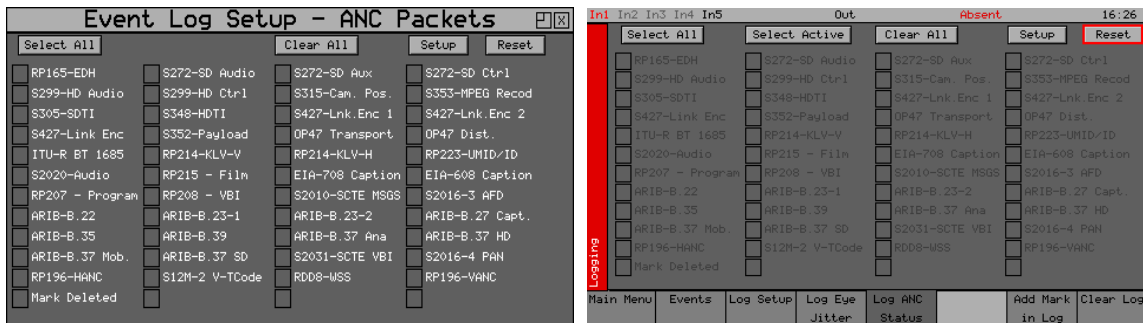 Event Log Setup - ANC Packets
Select All Clear All Setup Reset
RP165-EDH S272-SD Audio S272-SD Aux S272-SD Ctrl
S299-HD Audio S299-HD Ctrl S315-Cam. Pos. S353-MPEG Recod
S305-SDTI S348-HDTI S427-Lnk.Enc 1 S427-Lnk.Enc 2
S427-Link Enc S352-Payload OP47 Transport OP47 Dist.
ITU-R BT 1685 RP214-KLV-V RP214-KLV-H RP223-UMID/ID
S2020-Audio RP215 - Film EIA-708 Caption EIA-608 Caption
RP207 - Program RP208 - VBI S2010-SCTE MSGS S2016-3 AFD
ARIB-B.22 ARIB-B.23-1 ARIB-B.23-2 ARIB-B.27 Capt.
ARIB-B.35 ARIB-B.39 ARIB-B.37 Ana ARIB-B.37 HD
ARIB-B.37 Mob. ARIB-B.37 SD S2031-SCTE VBI S2016-4 PAN
RP196-HANC S12M-2 V-TCode RDD8-WSS RP196-VANC
Mark Deleted
In1 In2 In3 In4 In5 Out Absent 16:26
Select All Select Active Clear All Setup Reset
RP165-EDH S272-SD Audio S272-SD Aux S272-SD Ctrl
S299-HD Audio S299-HD Ctrl S315-Cam. Pos. S353-MPEG Recod
S305-SDTI S348-HDTI S427-Lnk.Enc 1 S427-Lnk.Enc 2
S427-Link Enc S352-Payload OP47 Transport OP47 Dist.
ITU-R BT 1685 RP214-KLV-V RP214-KLV-H RP223-UMID/ID
S2020-Audio RP215 - Film EIA-708 Caption EIA-608 Caption
RP207 - Program RP208 - VBI S2010-SCTE MSGS S2016-3 AFD
ARIB-B.22 ARIB-B.23-1 ARIB-B.23-2 ARIB-B.27 Capt.
ARIB-B.35 ARIB-B.39 ARIB-B.37 Ana ARIB-B.37 HD
ARIB-B.37 Mob. ARIB-B.37 SD S2031-SCTE VBI S2016-4 PAN
RP196-HANC S12M-2 V-TCode RDD8-WSS RP196-VANC
Mark Deleted
Logging
Main Menu Events Log Setup Log Eye Log ANC Add Mark Clear Log
Jitter Status in Log